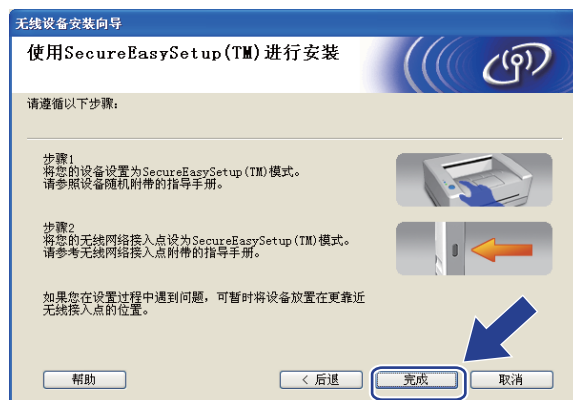 无线设备安装向导
使用SecureEasySetup(TM)进行安装
请遵循以下步骤:
步骤1
将您的设备设置为SecureEasySetup(TM)模式。
请参照设备随机附带的指导手册。
步骤2
将您的无线网络接入点设为SecureEasySetup(TM)模式。
请参考无线网络接入点附带的指导手册。
如果您在设置过程中遇到问题，可暂时将设备放置在更靠近
无线接入点的位置。
帮助
< 后退
完成
取消